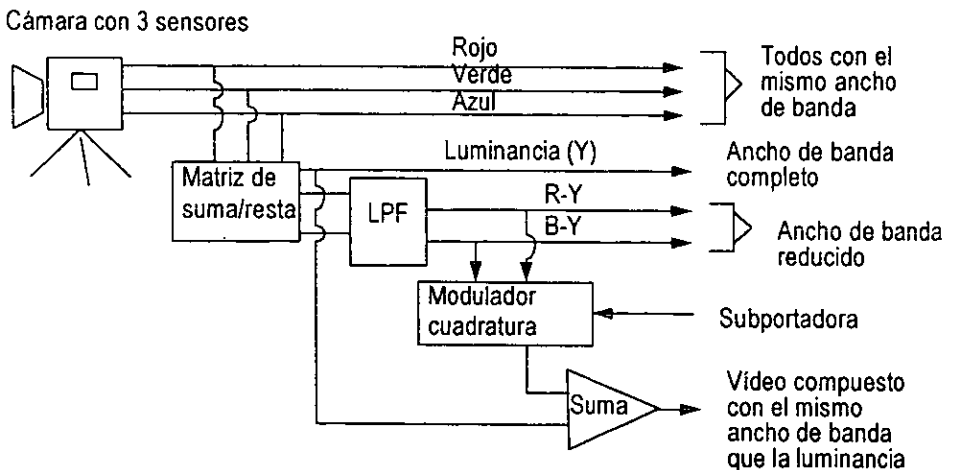 Cámara con 3 sensores
Rojo
Verde
Azul
Todos con el
mismo ancho
de banda
Luminancia (Y)
Ancho de banda
completo
Matriz de
suma/resta
LPF
R-Y
B-Y
Ancho de banda
reducido
Modulador
cuadratura
Subportadora
Suma
Vídeo compuesto
con el mismo
ancho de banda
que la luminancia